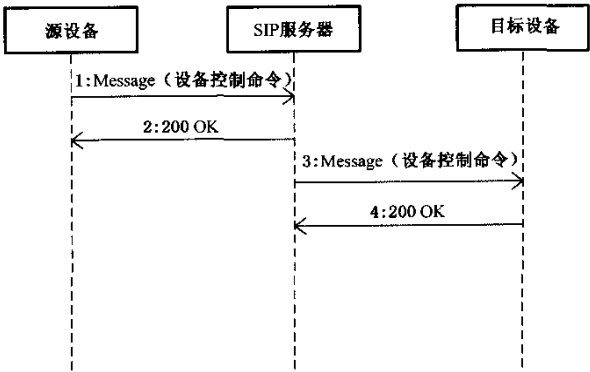 源设备
SIP服务器
目标设备
1:Message（设备控制命令）
2:200 OK
3:Message（设备控制命令）
4:200 OK